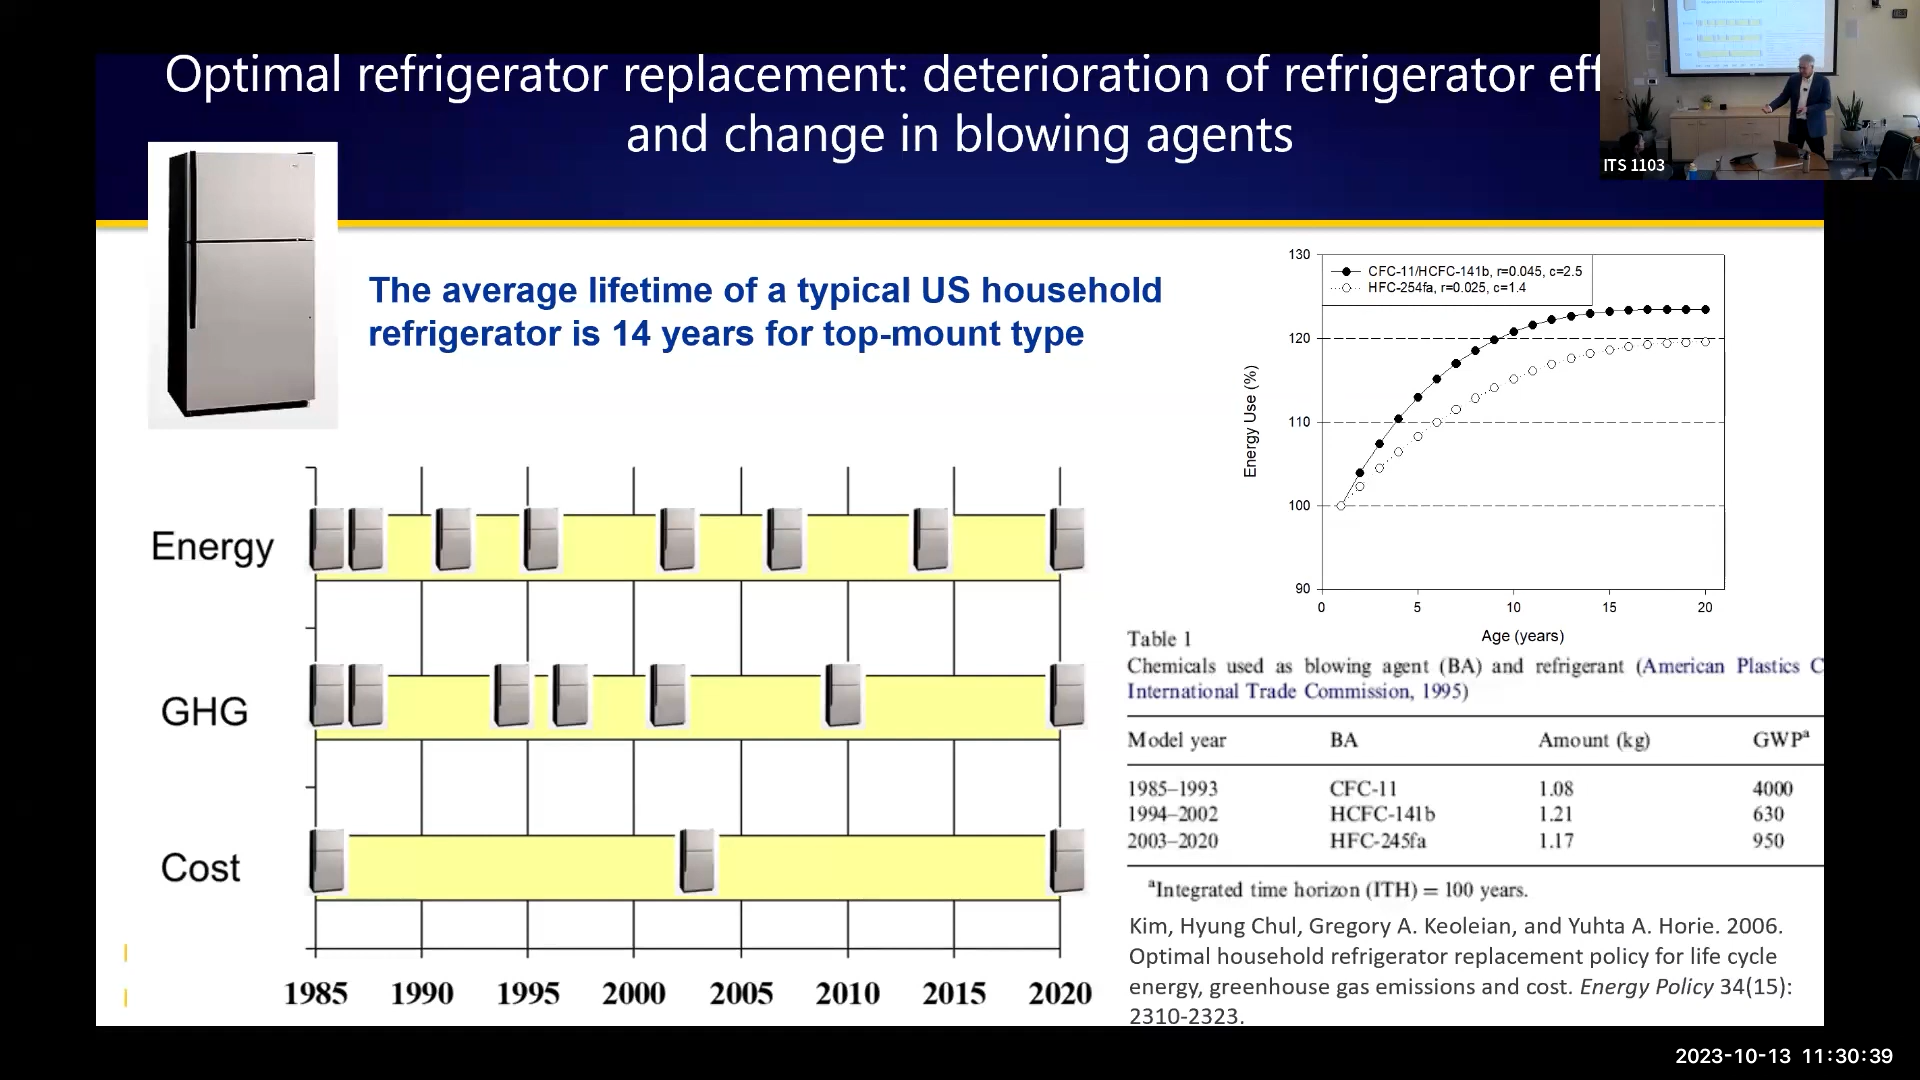 Optimal refrigerator replacement: deterioration of refrigerator
and change in blowing agents
ITS 1103
The average lifetime of a typical US household
refrigerator is 14 years for top-mount type
Energy
GHG
Cost
1985 1990 1995 2000 2005 2010 2015 2020
CFC-11/HCFC-141b, r=0.045, c=2.5
HFC-254fa, r=0.025, c=1.4
130
120
110
100
90
Energy Use (%)
0 5 10 15 20
Age (years)
Table 1
Chemicals used as blowing agent (BA) and refrigerant (American Plastics
International Trade Commission, 1995)
Model year BA Amount (kg) GWPa
1985–1993 CFC-11 1.08 4000
1994–2002 HCFC-141b 1.21 630
2003–2020 HFC-245fa 1.17 950
aIntegrated time horizon (ITH) = 100 years.
Kim, Hyung Chul, Gregory A. Keoleian, and Yuhta A. Horie. 2006.
Optimal household refrigerator replacement policy for life cycle
energy, greenhouse gas emissions and cost. Energy Policy 34(15):
2310-2323.
2023-10-13 11:30:39